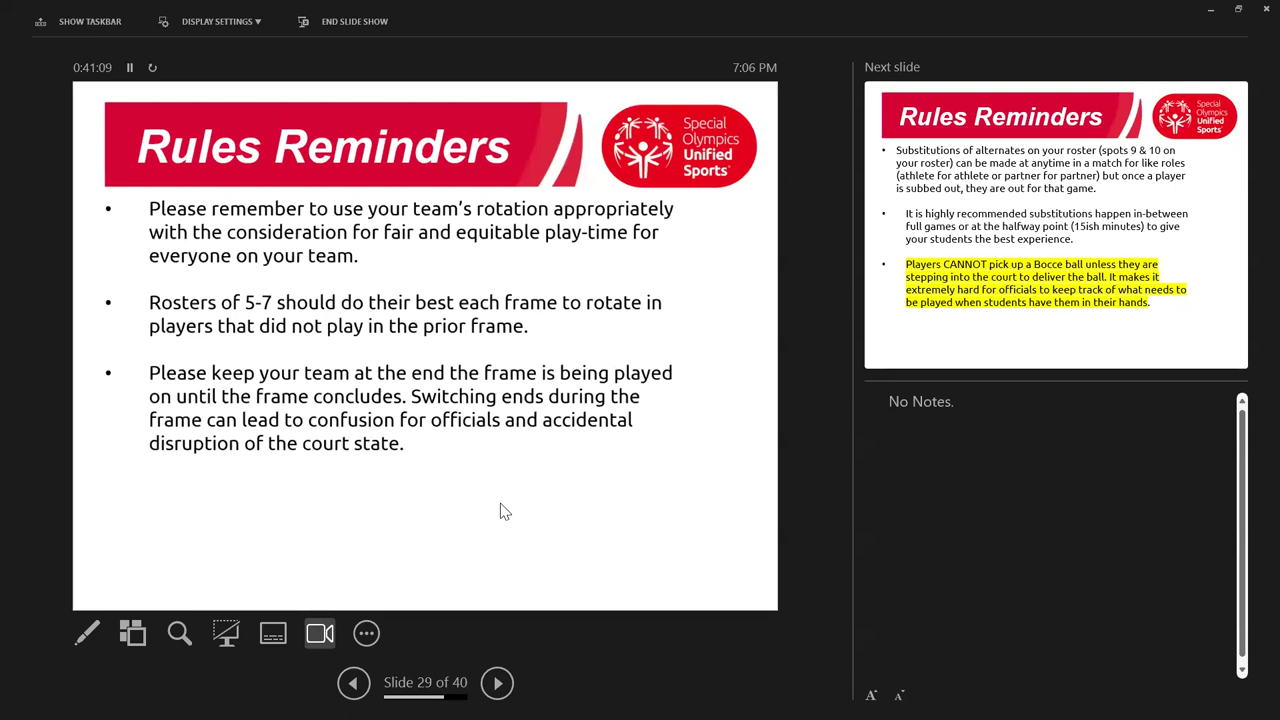 SHOW TASKBAR
DISPLAY SETTINGS ▼
END SLIDE SHOW
0:41:09
7:06 PM
Rules Reminders
Special
Olympics
Unified
Sports®
• Please remember to use your team's rotation appropriately
with the consideration for fair and equitable play-time for
everyone on your team.
• Rosters of 5-7 should do their best each frame to rotate in
players that did not play in the prior frame.
• Please keep your team at the end the frame is being played
on until the frame concludes. Switching ends during the
frame can lead to confusion for officials and accidental
disruption of the court state.
Slide 29 of 40
Next slide
Rules Reminders
Special
Olympics
Unified
Sports®
• Substitutions of alternates on your roster (spots 9 & 10 on
your roster) can be made at anytime in a match for like roles
(athlete for athlete or partner for partner) but once a player
is subbed out, they are out for that game.
• It is highly recommended substitutions happen in-between
full games or at the halfway point (15ish minutes) to give
your students the best experience.
• Players CANNOT pick up a Bocce ball unless they are
stepping into the court to deliver the ball. It makes it
extremely hard for officials to keep track of what needs to
be played when students have them in their hands.
No Notes.
A A